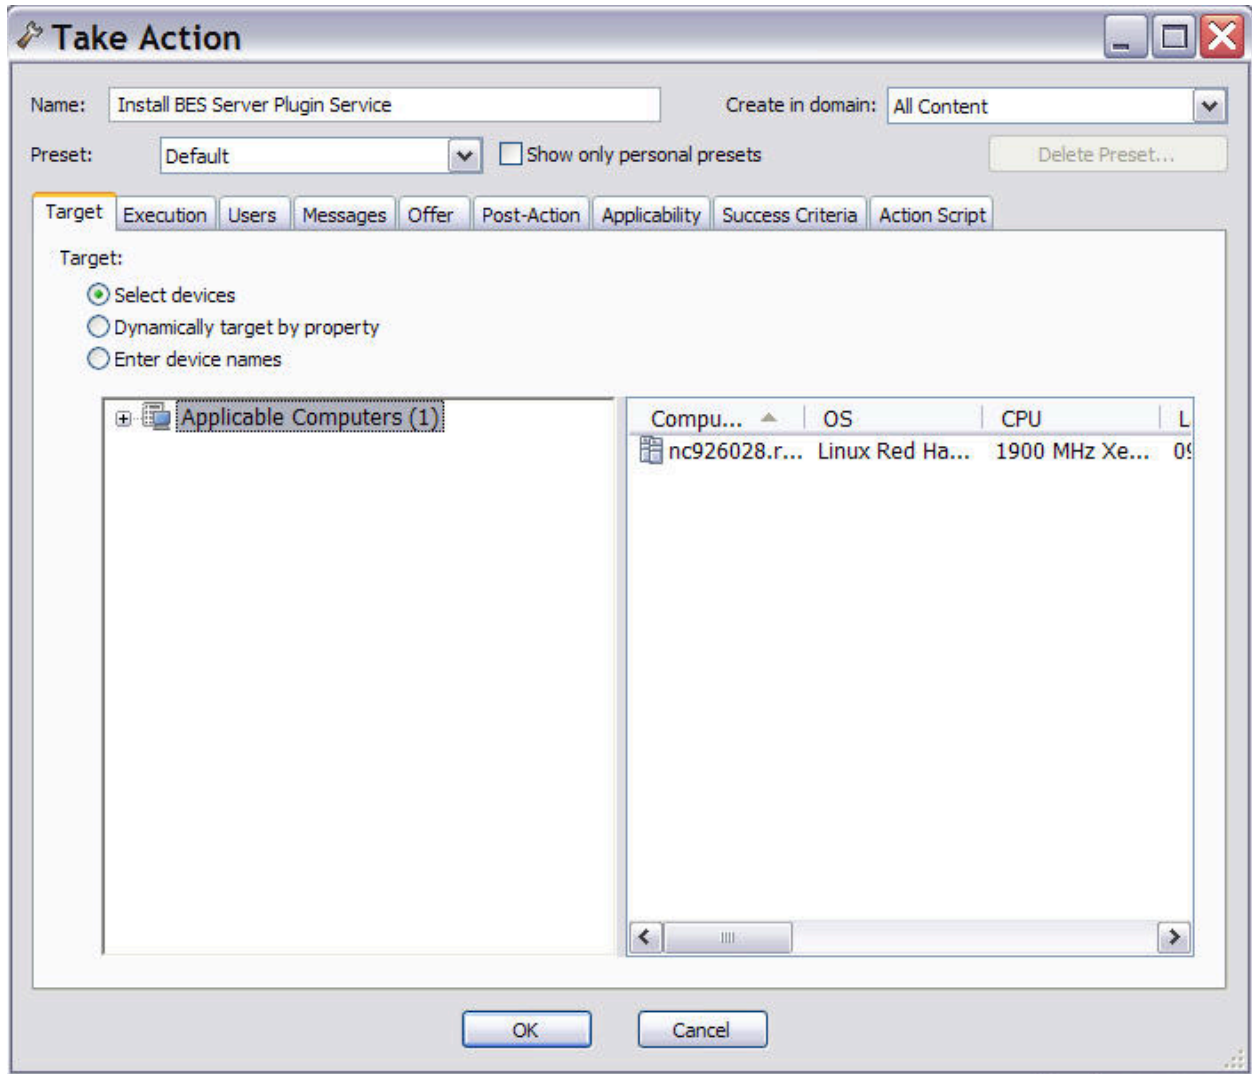 Take Action
Name: Install BES Server Plugin Service Create in domain: All Content
Preset: Default Show only personal presets Delete Preset...
Target Execution Users Messages Offer Post-Action Applicability Success Criteria Action Script
Target:
Select devices
Dynamically target by property
Enter device names
Applicable Computers (1)
Compu... OS CPU L
nc926028.r... Linux Red Ha... 1900 MHz Xe... 09
OK Cancel